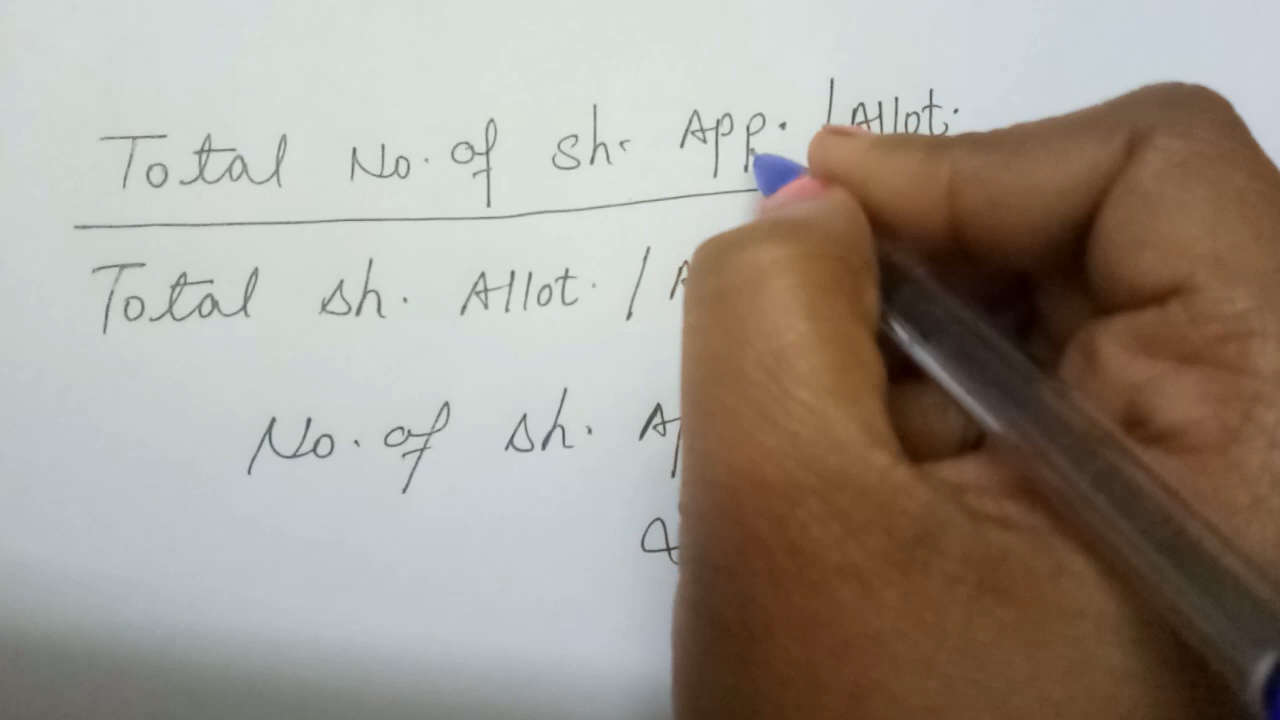 Total No. of sh. App. / Allot.
Total sh. Allot. /
No. of sh.